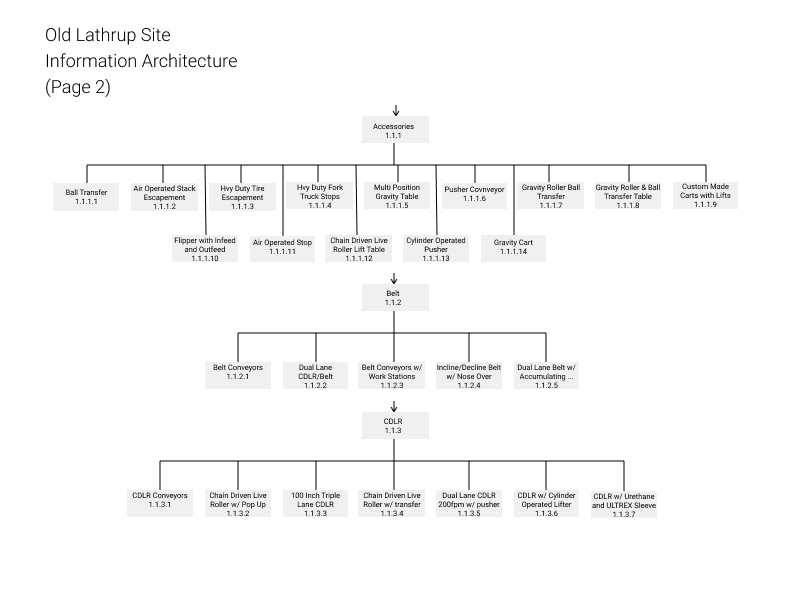 Old Lathrup Site
Information Architecture
(Page 2)
Accessories
1.1.1
Ball Transfer
1.1.1.1
Air Operated Stack
Escapement
1.1.1.2
Hvy Duty Tire
Escapement
1.1.1.3
Hvy Duty Fork
Truck Stops
1.1.1.4
Multi Position
Gravity Table
1.1.1.5
Pusher Covnveyor
1.1.1.6
Gravity Roller Ball
Transfer
1.1.1.7
Gravity Roller & Ball
Transfer Table
1.1.1.8
Custom Made
Carts with Lifts
1.1.1.9
Flipper with Infeed
and Outfeed
1.1.1.10
Air Operated Stop
1.1.1.11
Chain Driven Live
Roller Lift Table
1.1.1.12
Cylinder Operated
Pusher
1.1.1.13
Gravity Cart
1.1.1.14
Belt
1.1.2
Belt Conveyors
1.1.2.1
Dual Lane
CDLR/Belt
1.1.2.2
Belt Conveyors w/
Work Stations
1.1.2.3
Incline/Decline Belt
w/ Nose Over
1.1.2.4
Dual Lane Belt w/
Accumulating ...
1.1.2.5
CDLR
1.1.3
CDLR Conveyors
1.1.3.1
Chain Driven Live
Roller w/ Pop Up
1.1.3.2
100 Inch Triple
Lane CDLR
1.1.3.3
Chain Driven Live
Roller w/ transfer
1.1.3.4
Dual Lane CDLR
200fpm w/ pusher
1.1.3.5
CDLR w/ Cylinder
Operated Lifter
1.1.3.6
CDLR w/ Urethane
and ULTREX Sleeve
1.1.3.7